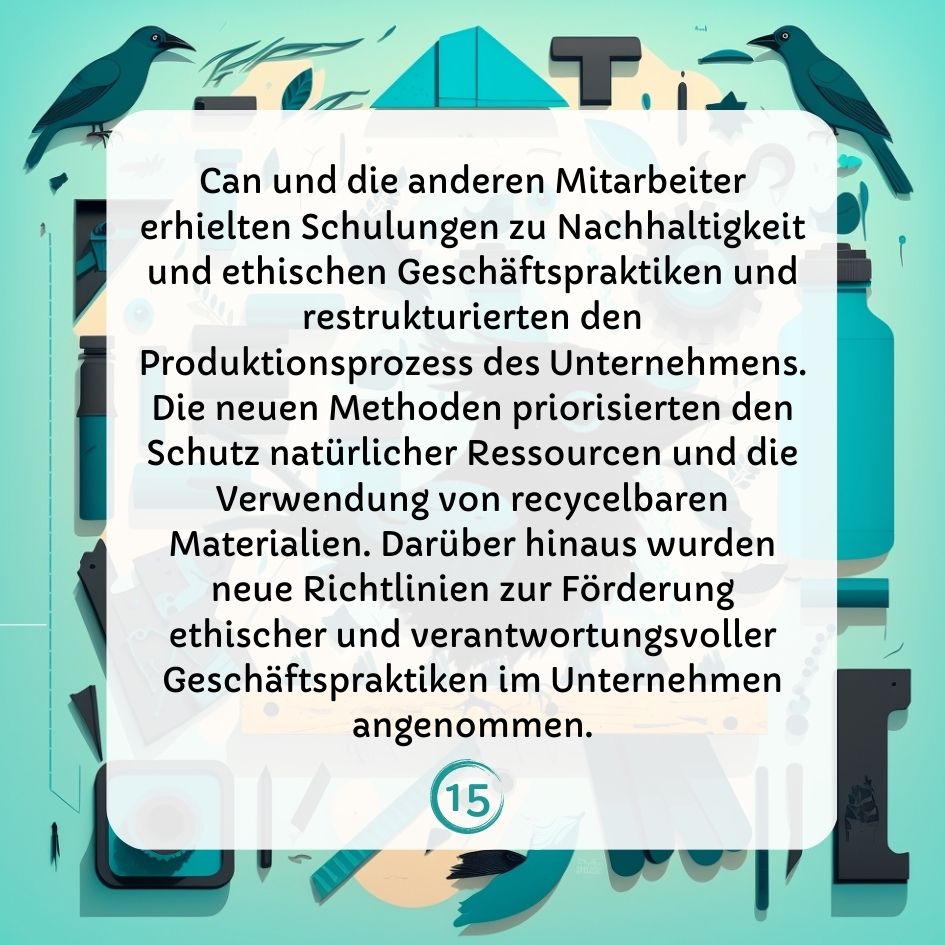 Can und die anderen Mitarbeiter
erhielten Schulungen zu Nachhaltigkeit
und ethischen Geschäftspraktiken und
restrukturierten den
Produktionsprozess des Unternehmens.
Die neuen Methoden priorisierten den
Schutz natürlicher Ressourcen und die
Verwendung von recycelbaren
Materialien. Darüber hinaus wurden
neue Richtlinien zur Förderung
ethischer und verantwortungsvoller
Geschäftspraktiken im Unternehmen
angenommen.
15